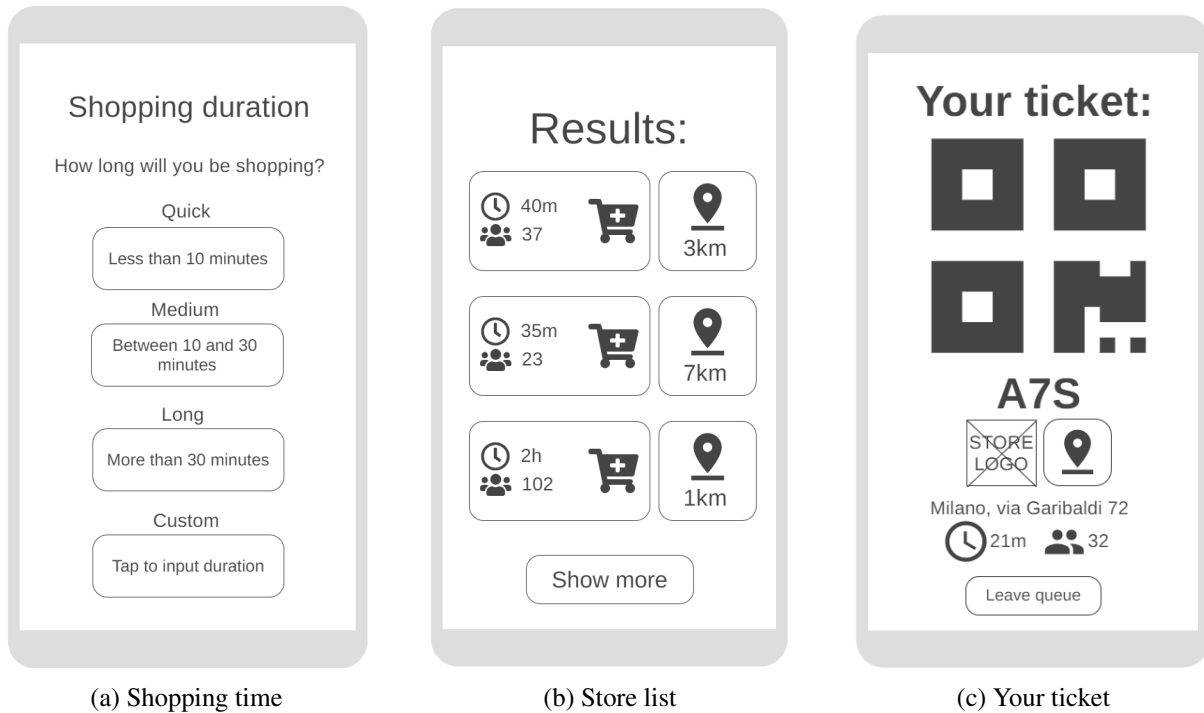 Shopping duration
How long will you be shopping?
Quick
Less than 10 minutes
Medium
Between 10 and 30
minutes
Long
More than 30 minutes
Custom
Tap to input duration
(a) Shopping time
Results:
40m
37
3km
35m
23
7km
2h
102
1km
Show more
(b) Store list
Your ticket:
A7S
STORE
LOGO
Milano, via Garibaldi 72
21m
32
Leave queue
(c) Your ticket